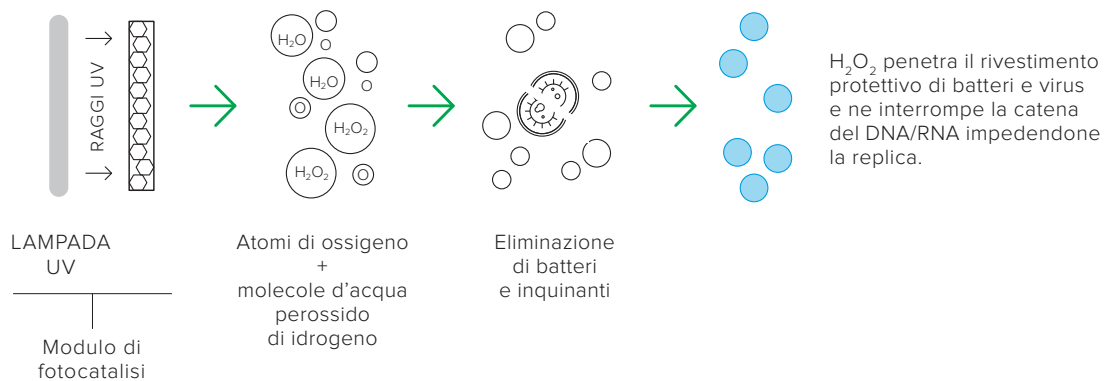 RAGGI UV
H₂O
O
H₂O
O
O
H₂O₂
H₂O₂
O
H₂O₂ penetra il rivestimento
protettivo di batteri e virus
e ne interrompe la catena
del DNA/RNA impedendone
la replica.
LAMPADA
UV
Modulo di
fotocatalisi
Atomi di ossigeno
+
molecole d’acqua
perossido
di idrogeno
Eliminazione
di batteri
e inquinanti